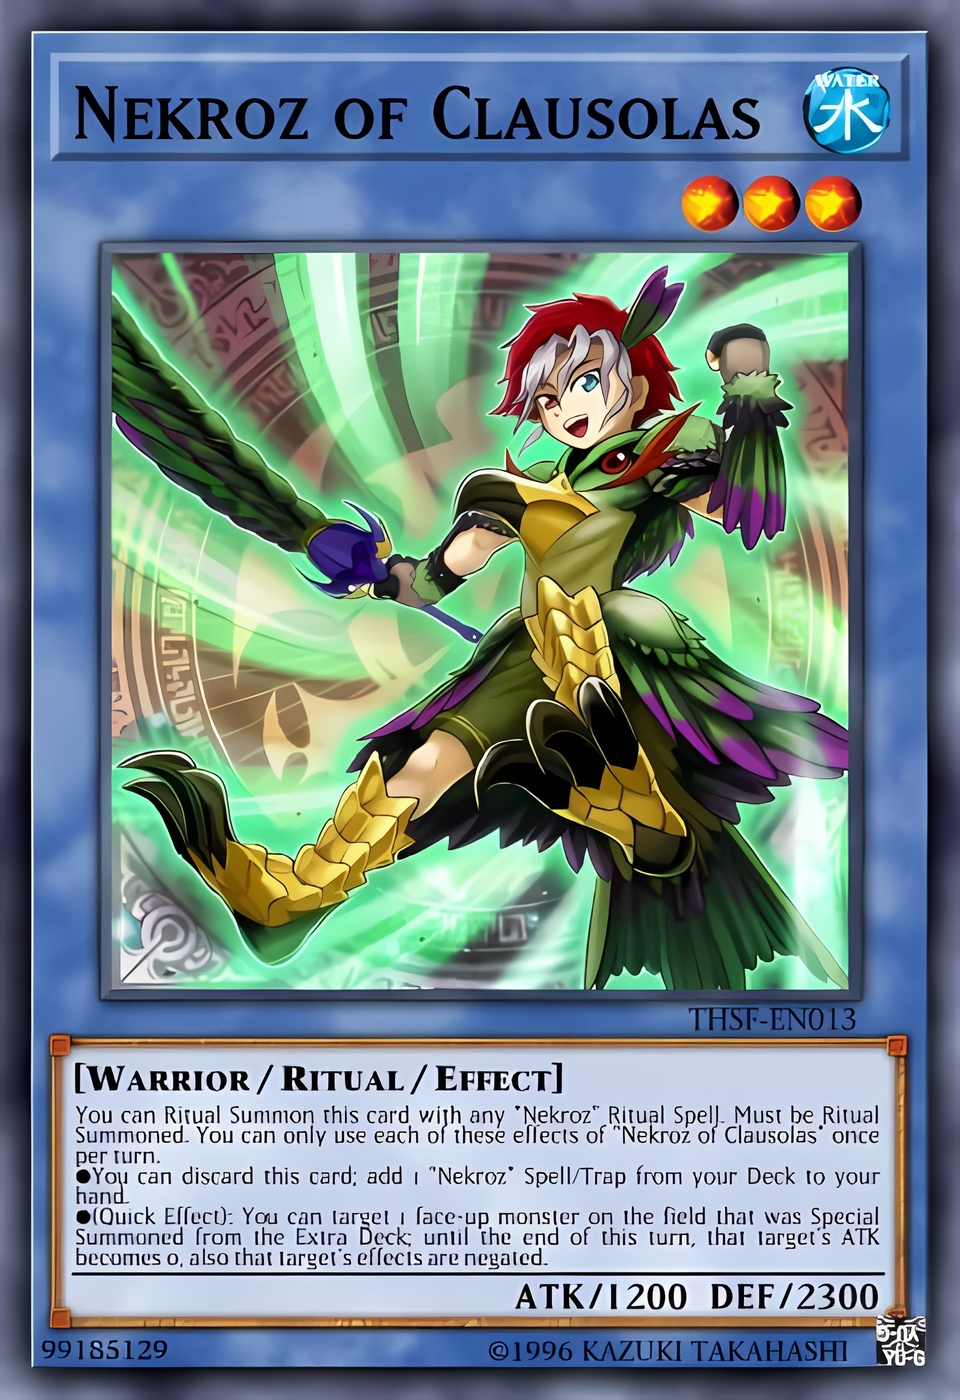 NEKROZ OF CLAUSOLAS
WATER
水
THSF-EN013
[WARRIOR / RITUAL / EFFECT]
You can Ritual Summon this card with any "Nekroz" Ritual Spell. Must be Ritual
Summoned. You can only use each of these effects of "Nekroz of Clausolas" once
per turn.
●You can discard this card; add 1 "Nekroz" Spell/Trap from your Deck to your
hand.
●(Quick Effect): You can target 1 face-up monster on the field that was Special
Summoned from the Extra Deck; until the end of this turn, that target's ATK
becomes 0, also that target's effects are negated.
ATK/1200 DEF/2300
99185129
©1996 KAZUKI TAKAHASHI